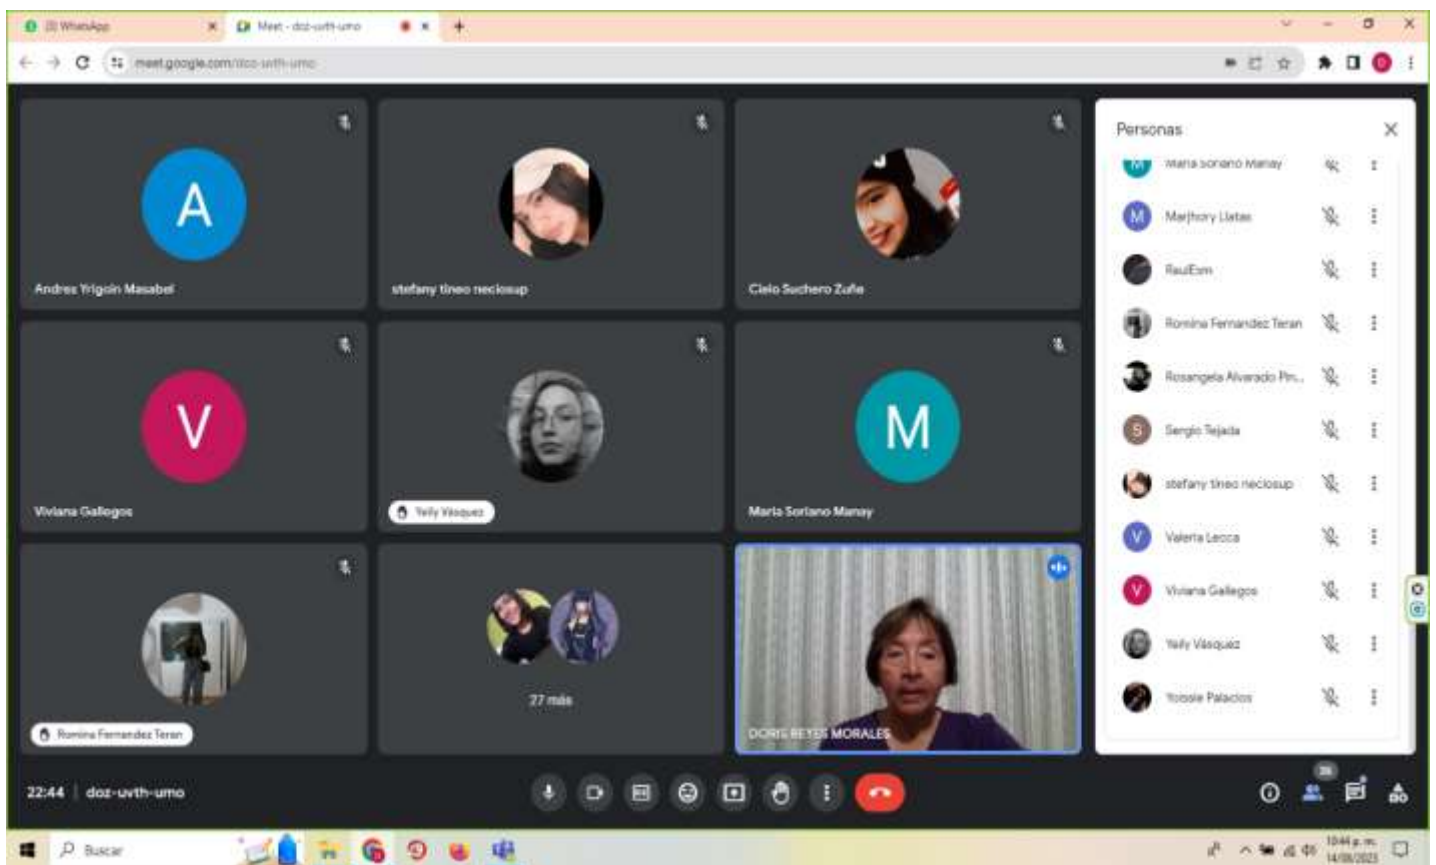 WhatsApp
Meet - doz-uvth-umo
meet.google.com/doz-uvth-umo
A
Andres Yrigoin Masabel
stefany tineo neciosup
Cielo Suchero Zuñe
V
Viviana Gallegos
Yeily Vásquez
M
Maria Soriano Manay
Romina Fernandez Teran
27 más
DORIS REYES MORALES
Personas
M
Maria Soriano Manay
M
Marjhory Llatas
RaulEsm
Romina Fernandez Teran
Rosangela Alvarado Pin...
S
Sergio Tejada
stefany tineo neciosup
V
Valeria Lecca
V
Viviana Gallegos
Yeily Vásquez
Yoissie Palacios
22:44 | doz-uvth-umo
Buscar
10:44 p. m.